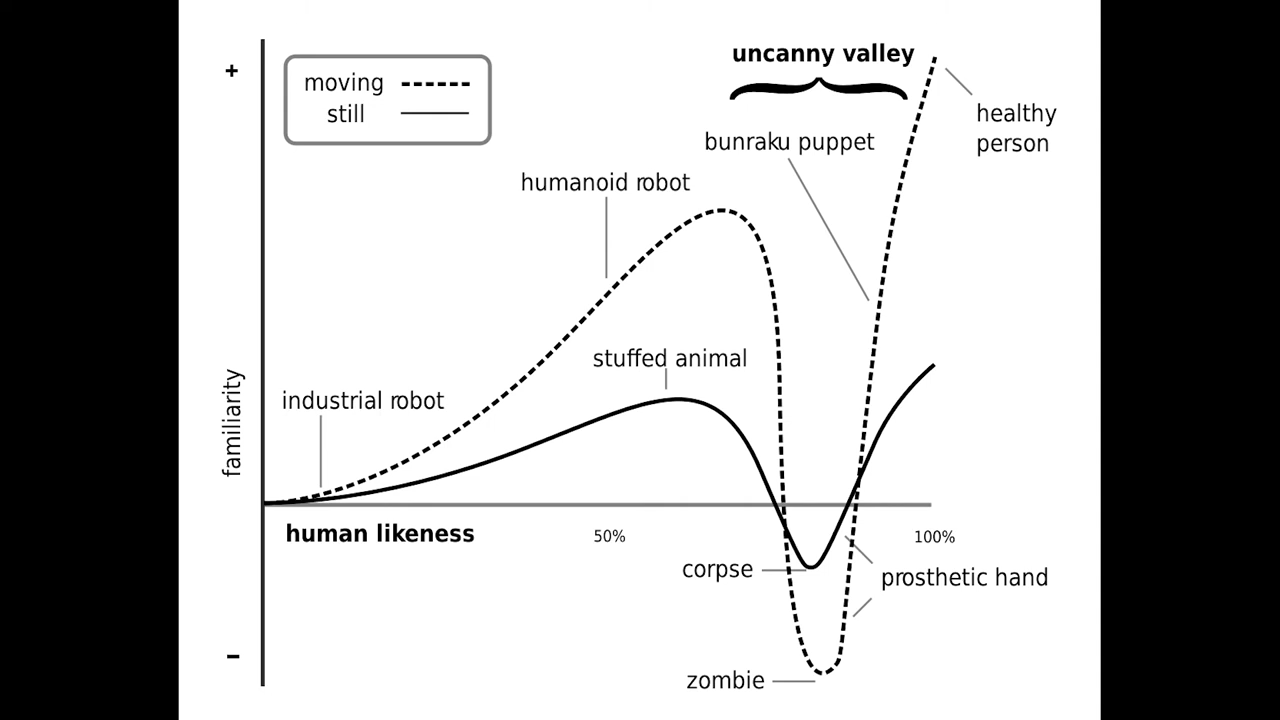 +
moving
still
uncanny valley
healthy
person
bunraku puppet
humanoid robot
stuffed animal
industrial robot
familiarity
human likeness
50%
100%
corpse
prosthetic hand
zombie
–